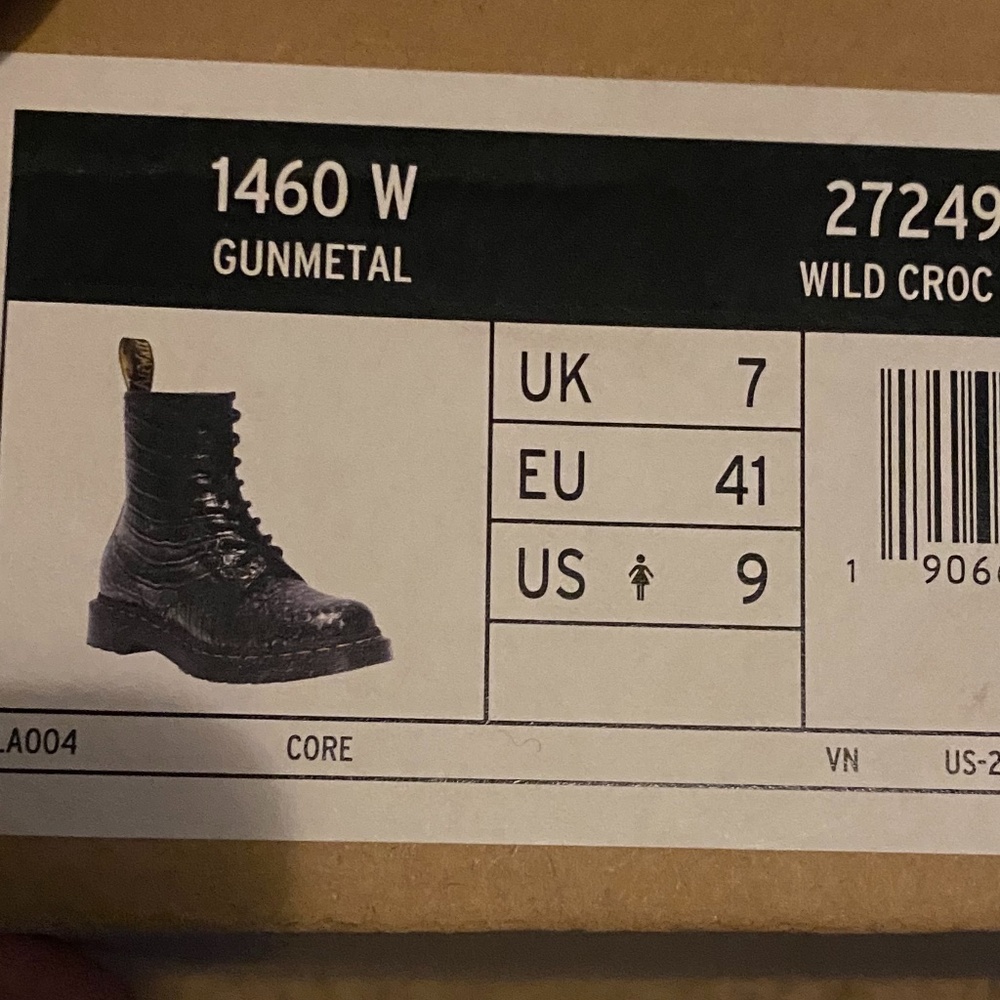 1460 W
GUNMETAL
27249
WILD CROC
UK 7
EU 41
US 9
1 906
LA004
CORE
VN
US-2